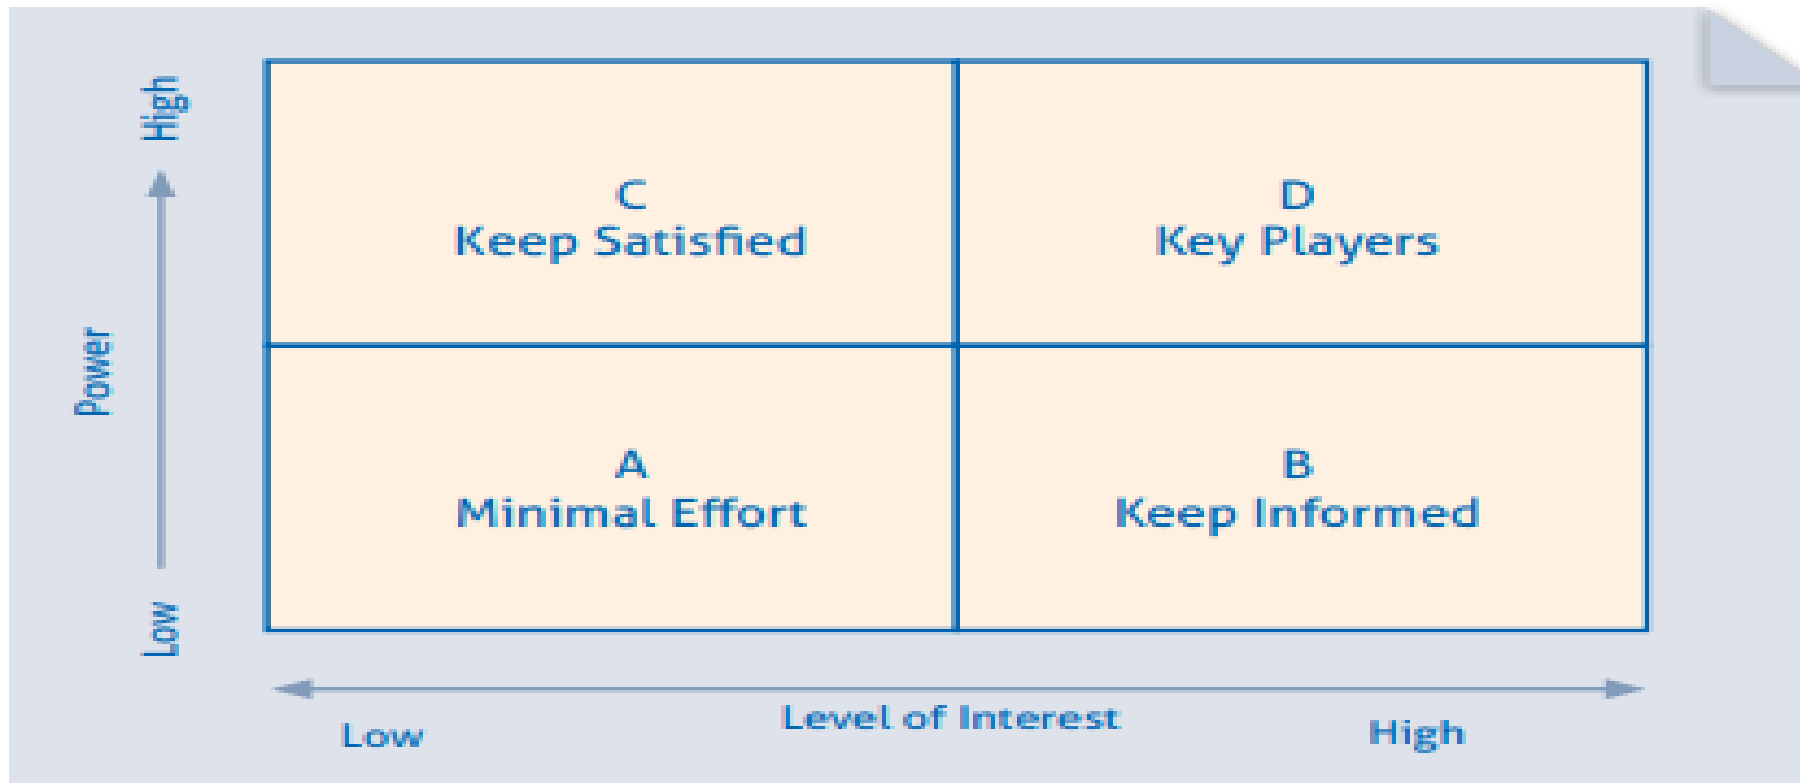 High
C
Keep Satisfied
D
Key Players
Power
A
Minimal Effort
B
Keep Informed
Low
Level of Interest
Low
High